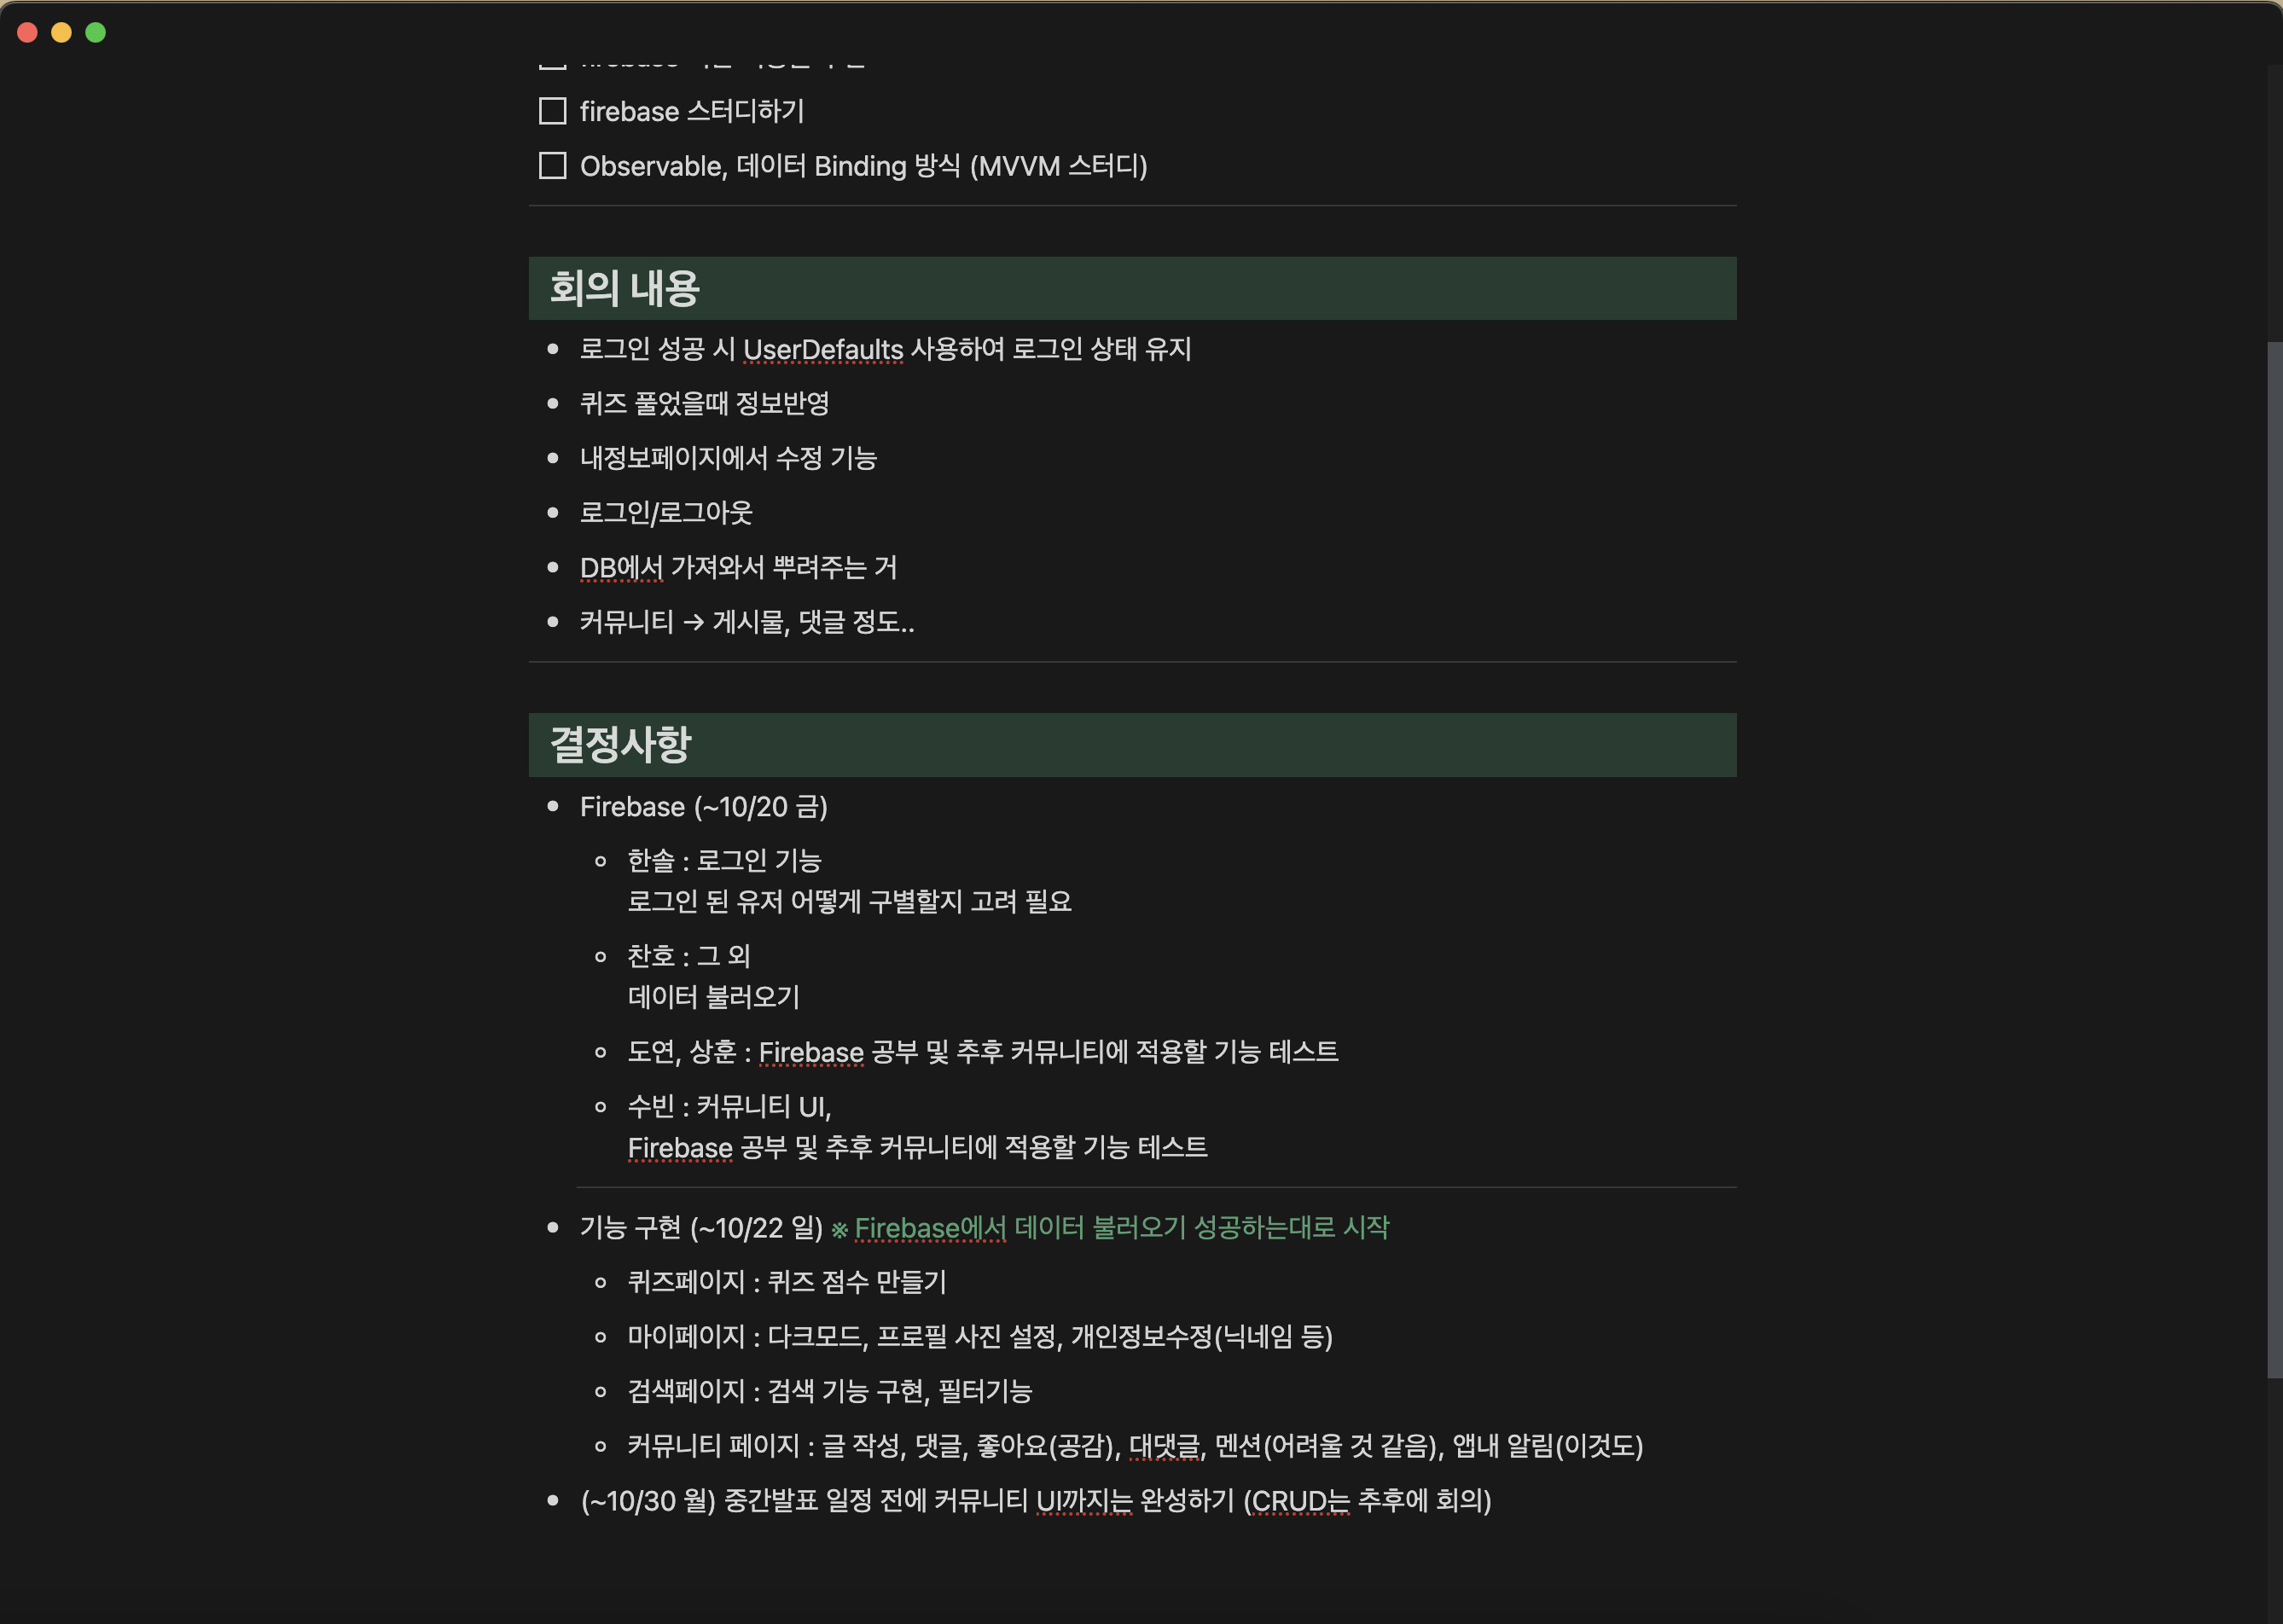 firebase 스터디하기
Observable, 데이터 Binding 방식 (MVVM 스터디)
회의 내용
로그인 성공 시 UserDefaults 사용하여 로그인 상태 유지
퀴즈 풀었을때 정보반영
내정보페이지에서 수정 기능
로그인/로그아웃
DB에서 가져와서 뿌려주는 거
커뮤니티 → 게시물, 댓글 정도..
결정사항
Firebase (~10/20 금)
한솔 : 로그인 기능
로그인 된 유저 어떻게 구별할지 고려 필요
찬호 : 그 외
데이터 불러오기
도연, 상훈 : Firebase 공부 및 추후 커뮤니티에 적용할 기능 테스트
수빈 : 커뮤니티 UI,
Firebase 공부 및 추후 커뮤니티에 적용할 기능 테스트
기능 구현 (~10/22 일) ※ Firebase에서 데이터 불러오기 성공하는대로 시작
퀴즈페이지 : 퀴즈 점수 만들기
마이페이지 : 다크모드, 프로필 사진 설정, 개인정보수정(닉네임 등)
검색페이지 : 검색 기능 구현, 필터기능
커뮤니티 페이지 : 글 작성, 댓글, 좋아요(공감), 대댓글, 멘션(어려울 것 같음), 앱내 알림(이것도)
(~10/30 월) 중간발표 일정 전에 커뮤니티 UI까지는 완성하기 (CRUD는 추후에 회의)